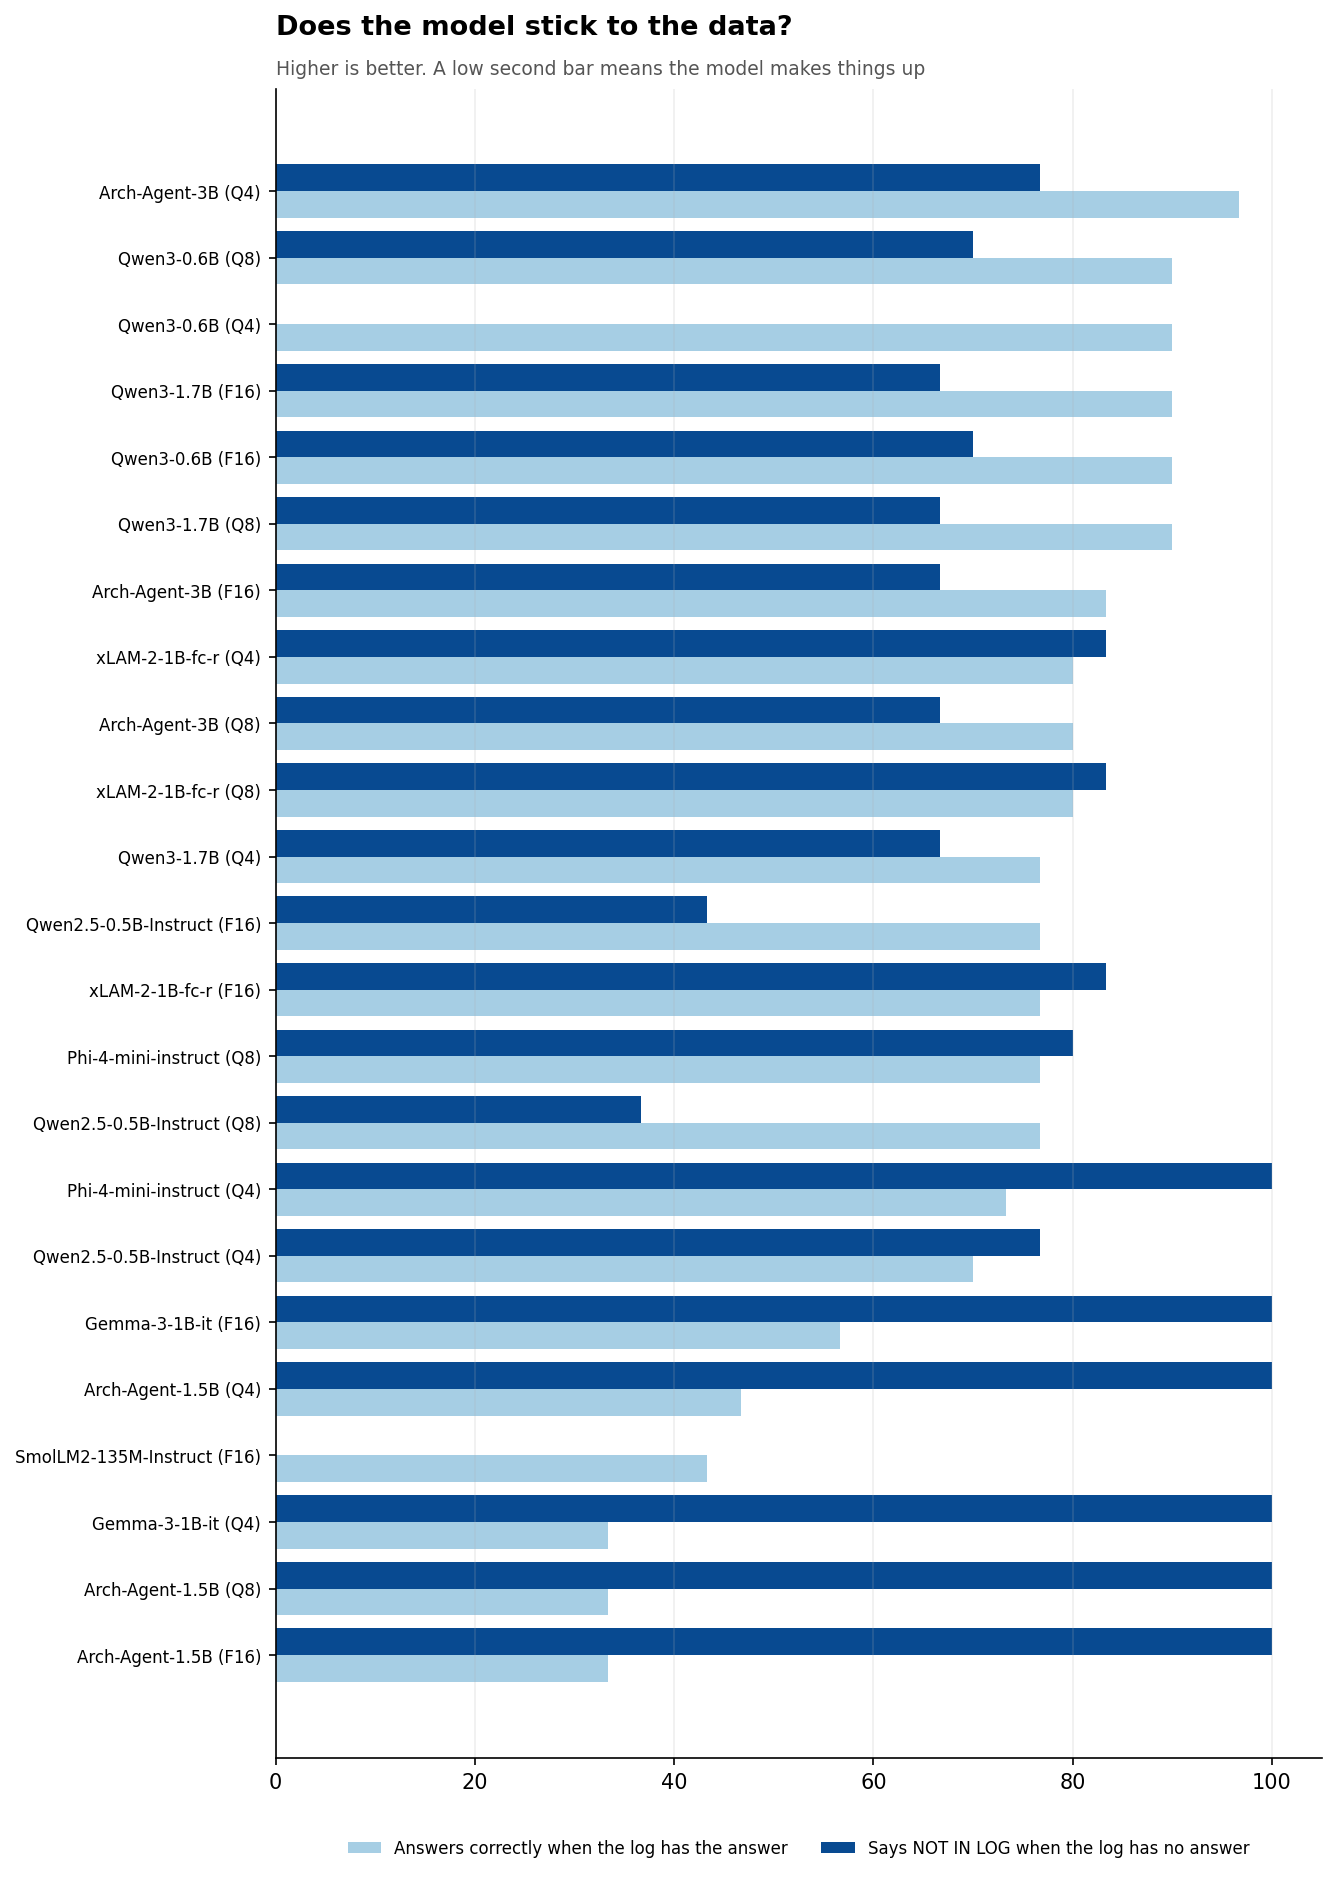 Does the model stick to the data?
Higher is better. A low second bar means the model makes things up
Arch-Agent-3B (Q4)
Qwen3-0.6B (Q8)
Qwen3-0.6B (Q4)
Qwen3-1.7B (F16)
Qwen3-0.6B (F16)
Qwen3-1.7B (Q8)
Arch-Agent-3B (F16)
xLAM-2-1B-fc-r (Q4)
Arch-Agent-3B (Q8)
xLAM-2-1B-fc-r (Q8)
Qwen3-1.7B (Q4)
Qwen2.5-0.5B-Instruct (F16)
xLAM-2-1B-fc-r (F16)
Phi-4-mini-instruct (Q8)
Qwen2.5-0.5B-Instruct (Q8)
Phi-4-mini-instruct (Q4)
Qwen2.5-0.5B-Instruct (Q4)
Gemma-3-1B-it (F16)
Arch-Agent-1.5B (Q4)
SmolLM2-135M-Instruct (F16)
Gemma-3-1B-it (Q4)
Arch-Agent-1.5B (Q8)
Arch-Agent-1.5B (F16)
0 20 40 60 80 100
Answers correctly when the log has the answer Says NOT IN LOG when the log has no answer